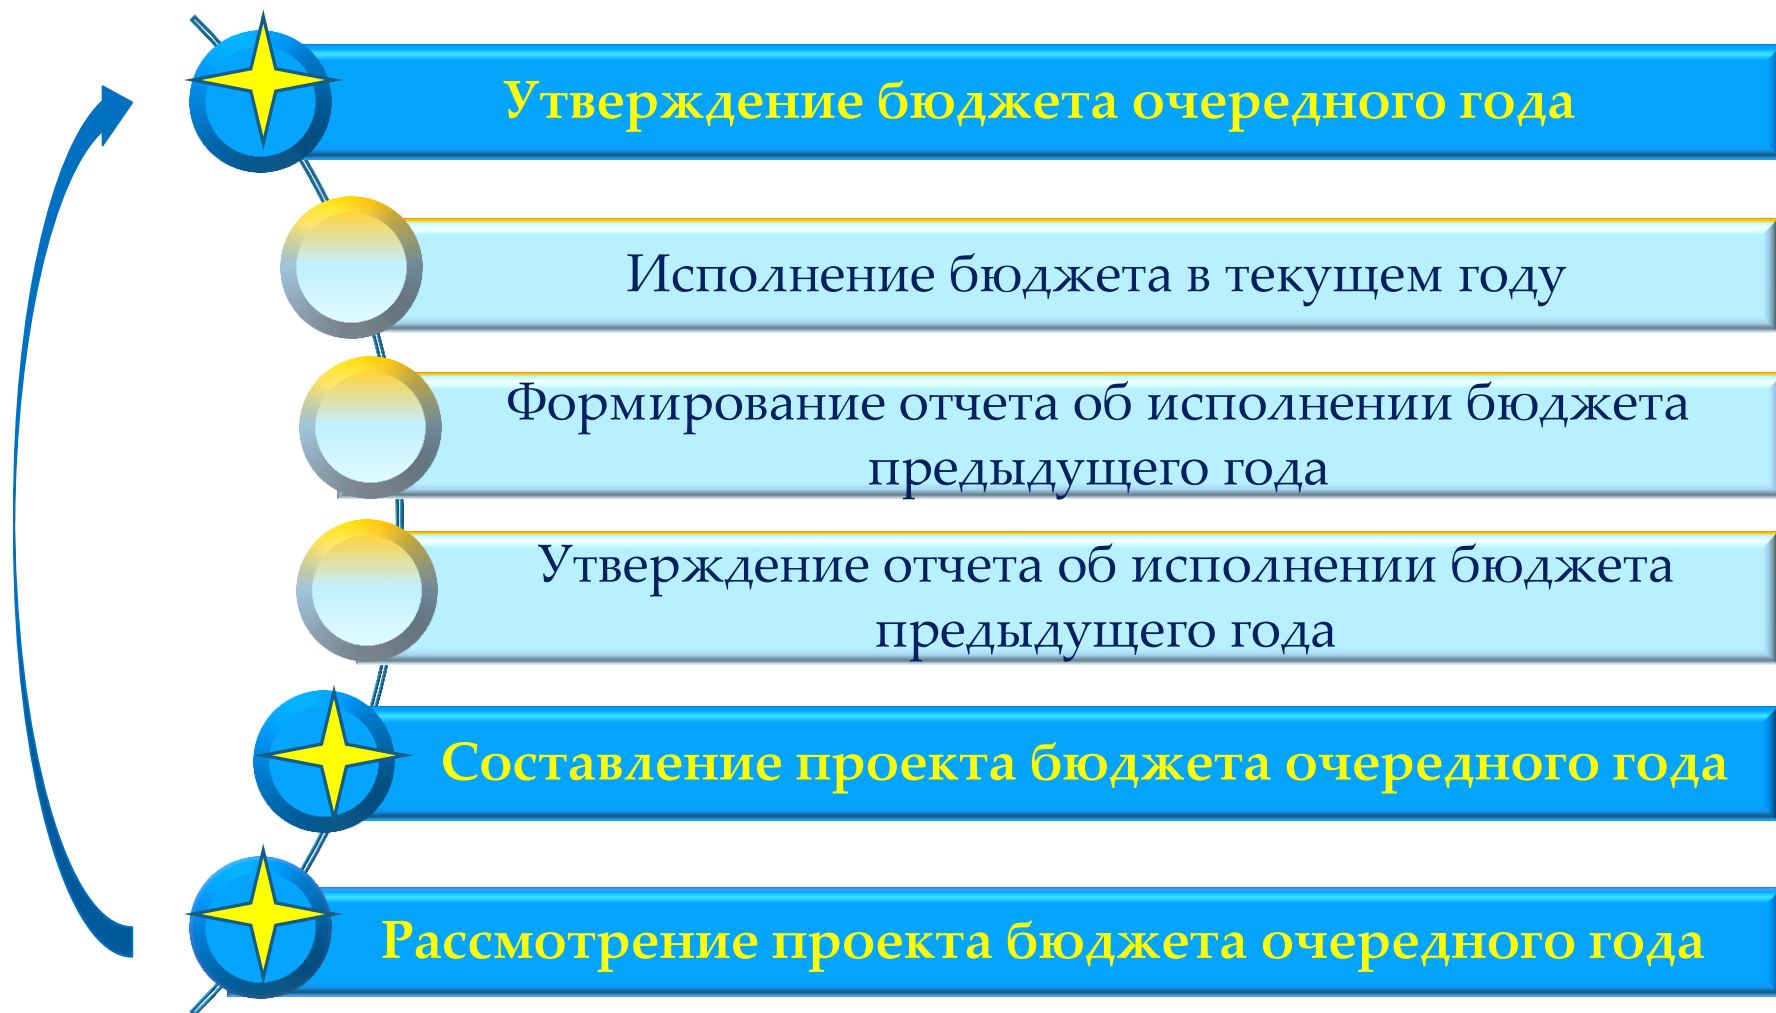 Утверждение бюджета очередного года
Исполнение бюджета в текущем году
Формирование отчета об исполнении бюджета
предыдущего года
Утверждение отчета об исполнении бюджета
предыдущего года
Составление проекта бюджета очередного года
Рассмотрение проекта бюджета очередного года